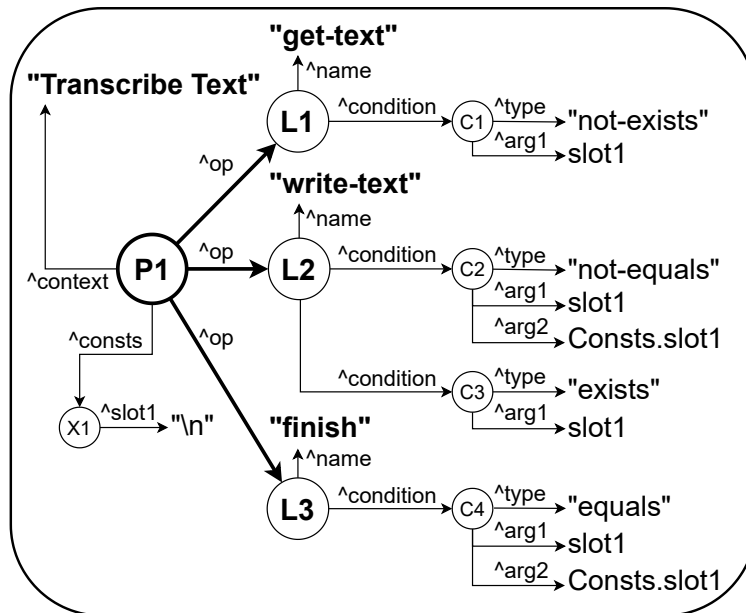 "get-text"
^name
"Transcribe Text"
L1
^condition
C1
^type
"not-exists"
^arg1
slot1
^op
"write-text"
^name
^op
P1
^context
L2
^condition
C2
^type
"not-equals"
^arg1
slot1
^arg2
Consts.slot1
^op
^consts
^condition
C3
^type
"exists"
^arg1
slot1
X1
^slot1
"\n"
"finish"
^name
L3
^condition
C4
^type
"equals"
^arg1
slot1
^arg2
Consts.slot1